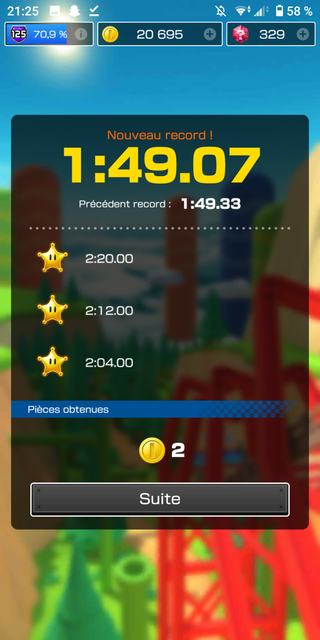 21:25
58 %
125
70,9 %
20 695
329
Nouveau record !
1:49.07
Précédent record : 1:49.33
2:20.00
2:12.00
2:04.00
Pièces obtenues
2
Suite